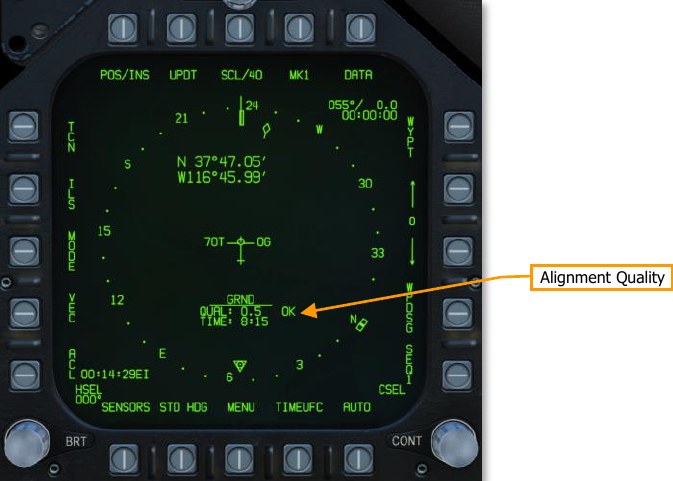 POS/INS UPDT SCL/40 MK1 DATA
24
055°/ 0.0
00:00:00
21
W
TCN
WYPT
S
N 37°47.05'
W116°45.99'
30
ILS
0
15
70T 0G
33
MODE
12
GRND
QUAL: 0.5 OK
TIME: 8:15
N
VEC
WPDSG
Alignment Quality
E
3
6
ACL
SEQ1
00:14:29EI
HSEL
000°
CSEL
SENSORS STD HDG MENU TIMEUFC AUTO
BRT
CONT